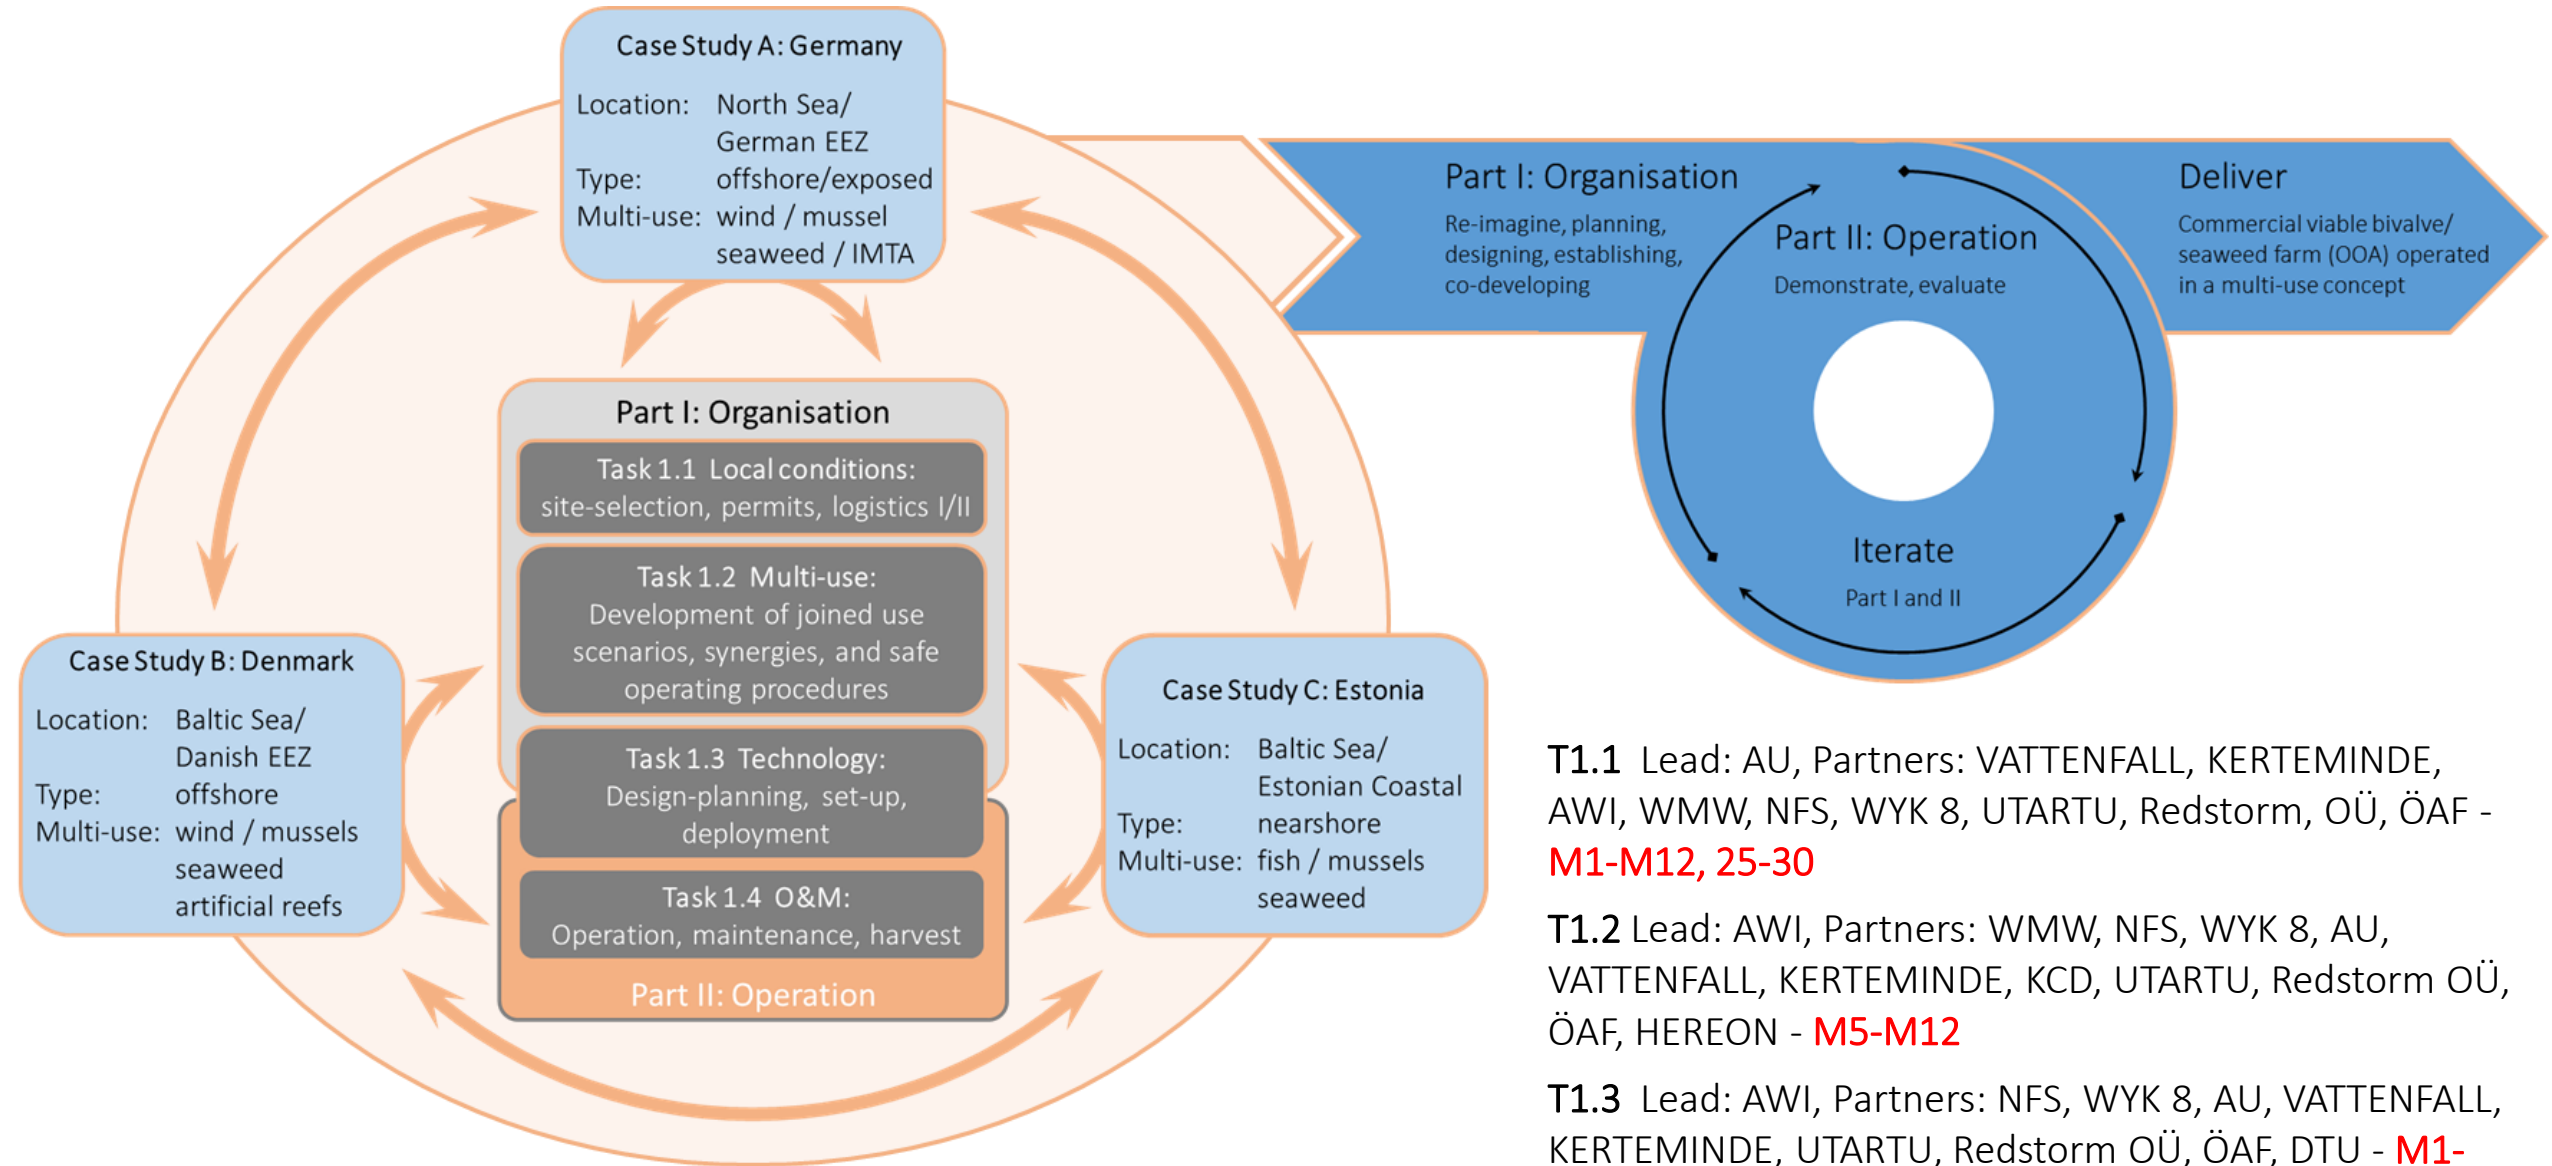 Case Study A: Germany
Location: North Sea/
German EEZ
Type: offshore/exposed
Multi-use: wind / mussel
seaweed / IMTA
Part I: Organisation
Task 1.1 Local conditions:
site-selection, permits, logistics I/II
Task 1.2 Multi-use:
Development of joined use
scenarios, synergies, and safe
operating procedures
Task 1.3 Technology:
Design-planning, set-up,
deployment
Task 1.4 O&M:
Operation, maintenance, harvest
Part II: Operation
Case Study B: Denmark
Location: Baltic Sea/
Danish EEZ
Type: offshore
Multi-use: wind / mussels
seaweed
artificial reefs
Case Study C: Estonia
Location: Baltic Sea/
Estonian Coastal
Type: nearshore
Multi-use: fish / mussels
seaweed
Part I: Organisation
Re-imagine, planning,
designing, establishing,
co-developing
Part II: Operation
Demonstrate, evaluate
Iterate
Part I and II
Deliver
Commercial viable bivalve/
seaweed farm (OOA) operated
in a multi-use concept
T1.1 Lead: AU, Partners: VATTENFALL, KERTEMINDE,
AWI, WMW, NFS, WYK 8, UTARTU, Redstorm, OÜ, ÖAF -
M1-M12, 25-30
T1.2 Lead: AWI, Partners: WMW, NFS, WYK 8, AU,
VATTENFALL, KERTEMINDE, KCD, UTARTU, Redstorm OÜ,
ÖAF, HEREON - M5-M12
T1.3 Lead: AWI, Partners: NFS, WYK 8, AU, VATTENFALL,
KERTEMINDE, UTARTU, Redstorm OÜ, ÖAF, DTU - M1-